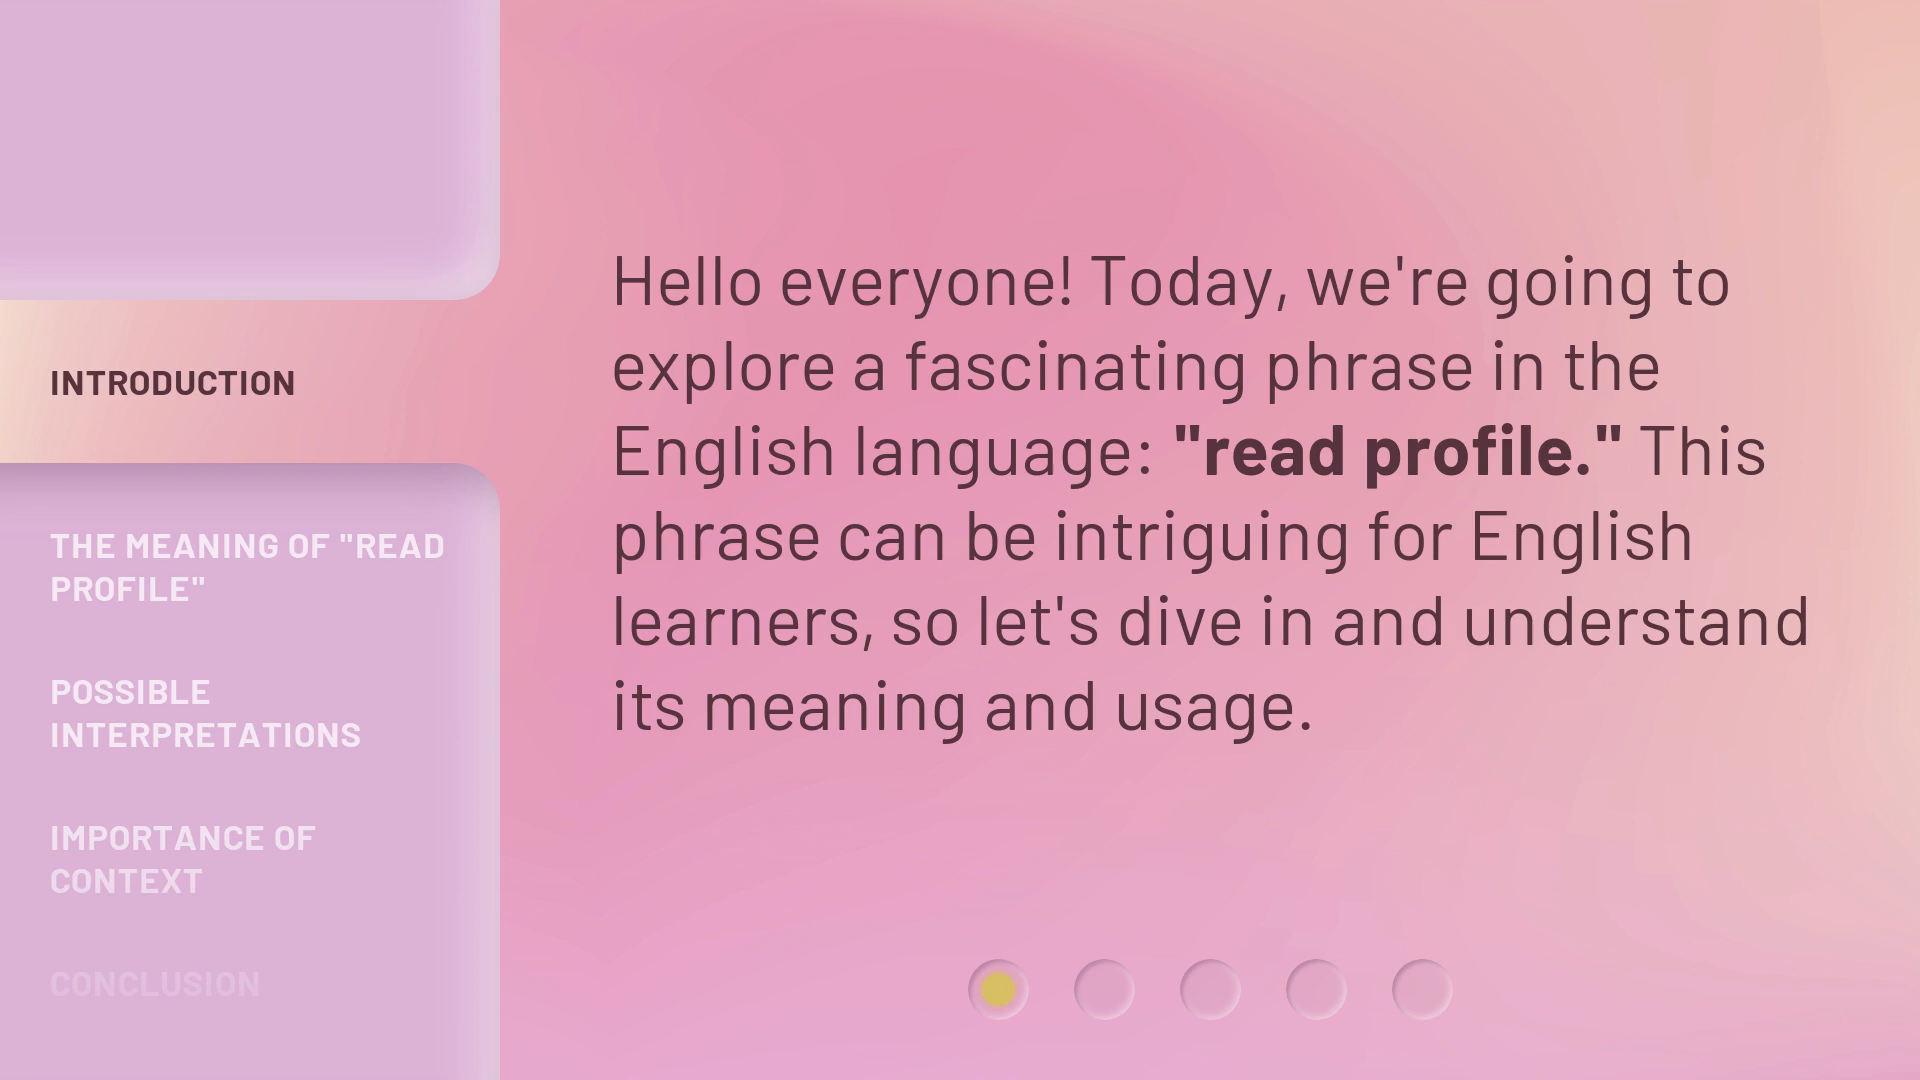 INTRODUCTION
THE MEANING OF "READ
PROFILE"
POSSIBLE
INTERPRETATIONS
IMPORTANCE OF
CONTEXT
CONCLUSION
Hello everyone! Today, we're going to
explore a fascinating phrase in the
English language: "read profile." This
phrase can be intriguing for English
learners, so let's dive in and understand
its meaning and usage.